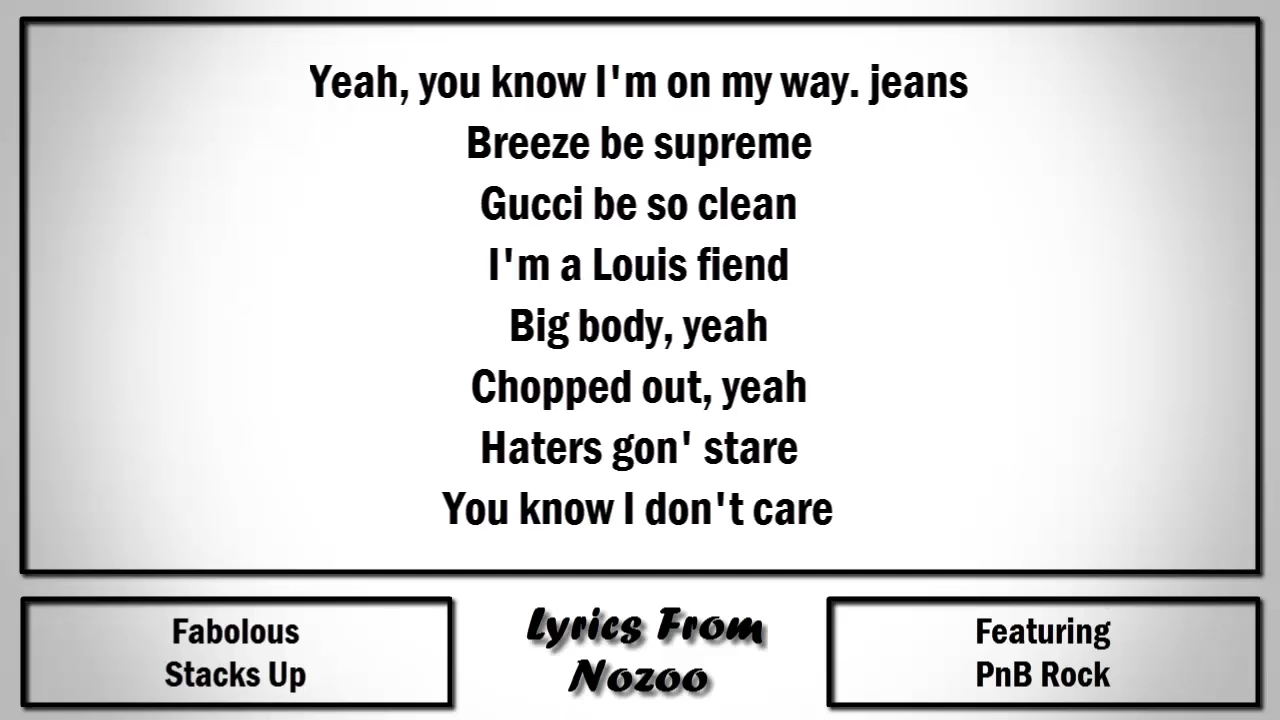 Yeah, you know I'm on my way. jeans
Breeze be supreme
Gucci be so clean
I'm a Louis fiend
Big body, yeah
Chopped out, yeah
Haters gon' stare
You know I don't care
Fabolous
Stacks Up
Lyrics From
Nozoo
Featuring
PnB Rock